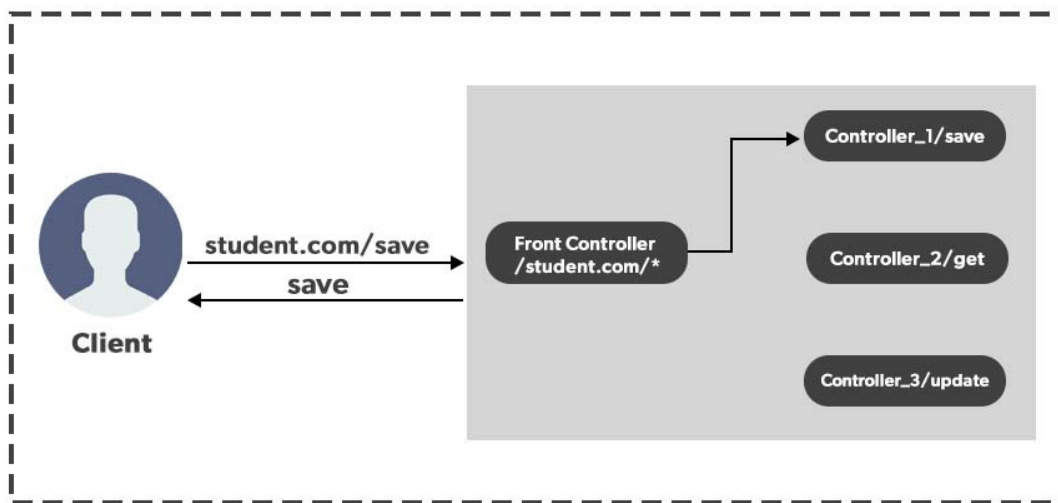 student.com/save
save
Client
Front Controller
/student.com/*
Controller_1/save
Controller_2/get
Controller_3/update